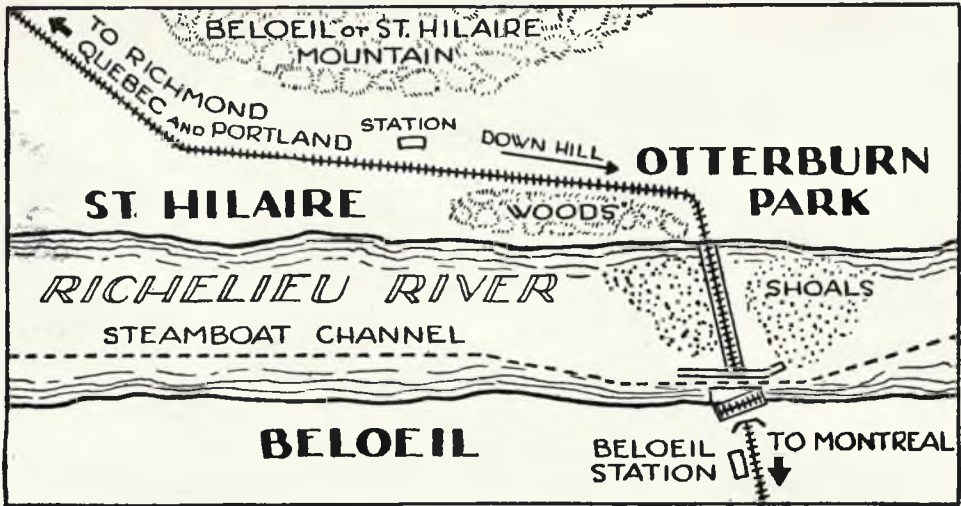 BELOEIL or ST. HILAIRE
MOUNTAIN
TO RICHMOND
QUEBEC AND PORTLAND
STATION
DOWN HILL
OTTERBURN
PARK
ST. HILAIRE
WOODS
RICHELIEU RIVER
SHOALS
STEAMBOAT CHANNEL
BELOEIL
BELOEIL
STATION
TO MONTREAL